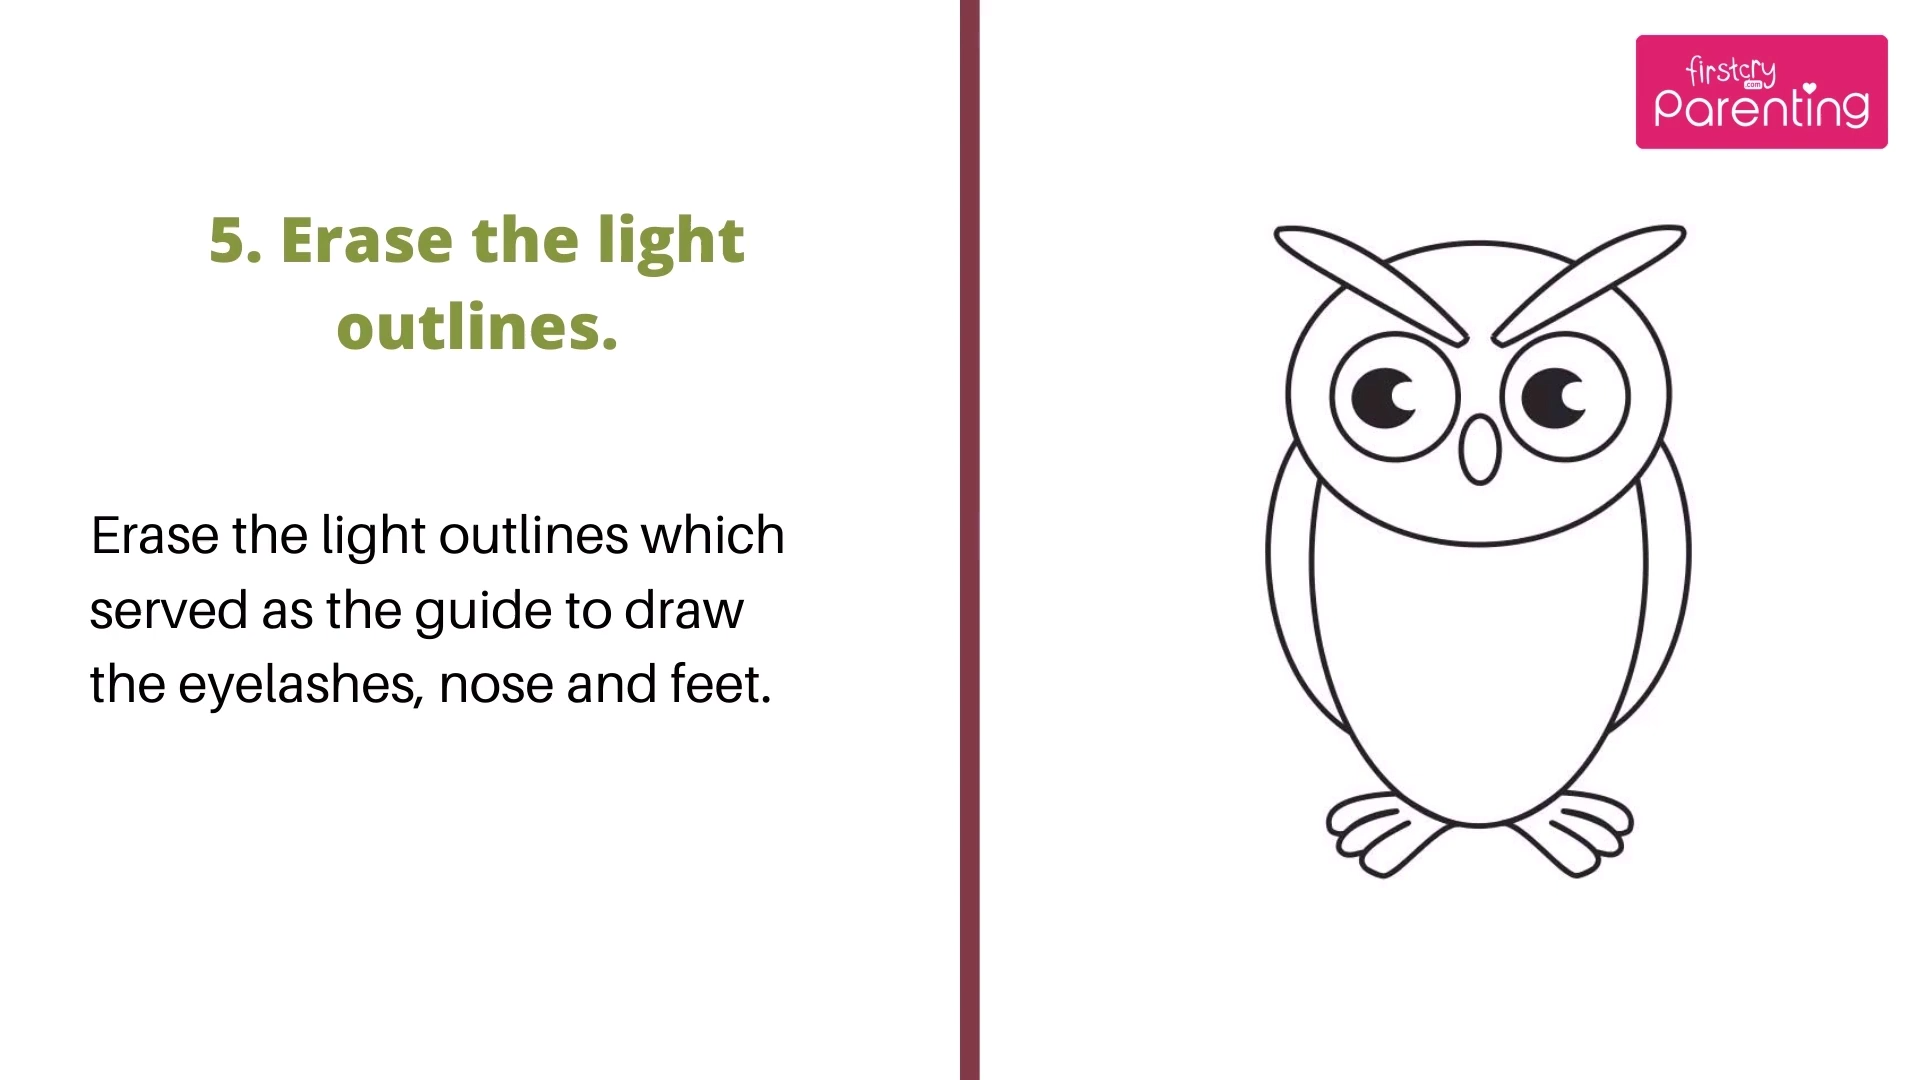 firstcry
.com
Parenting
5. Erase the light
outlines.
Erase the light outlines which
served as the guide to draw
the eyelashes, nose and feet.